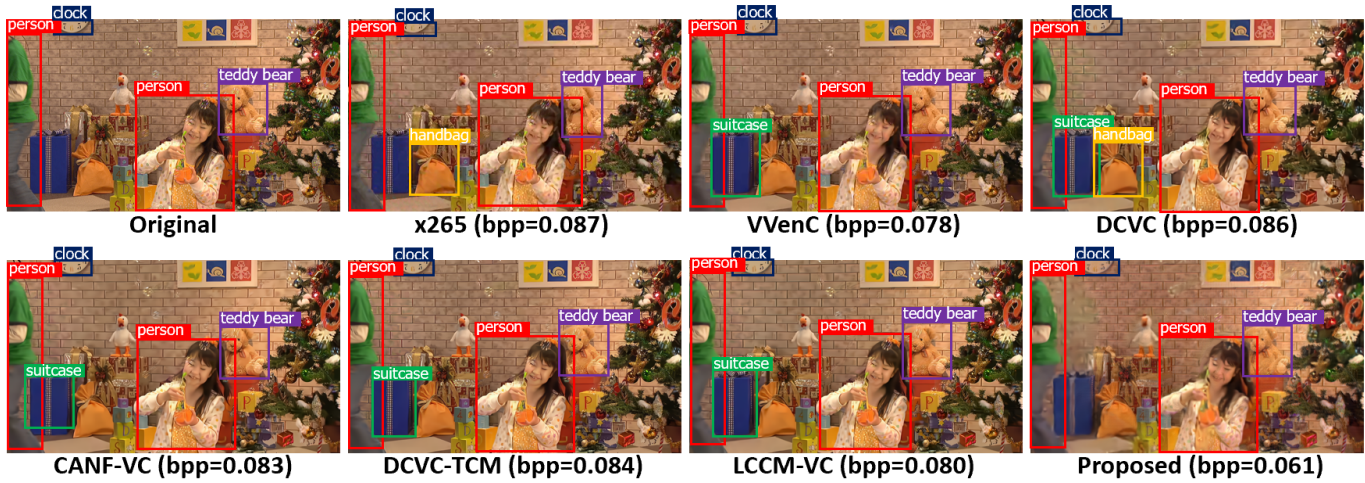 clock
person
person
teddy bear
Original
clock
person
person
teddy bear
handbag
x265 (bpp=0.087)
clock
person
person
teddy bear
suitcase
VVenC (bpp=0.078)
clock
person
person
teddy bear
suitcase
handbag
DCVC (bpp=0.086)
clock
person
person
teddy bear
suitcase
CANF-VC (bpp=0.083)
clock
person
person
teddy bear
suitcase
DCVC-TCM (bpp=0.084)
clock
person
person
teddy bear
suitcase
LCCM-VC (bpp=0.080)
clock
person
person
teddy bear
Proposed (bpp=0.061)